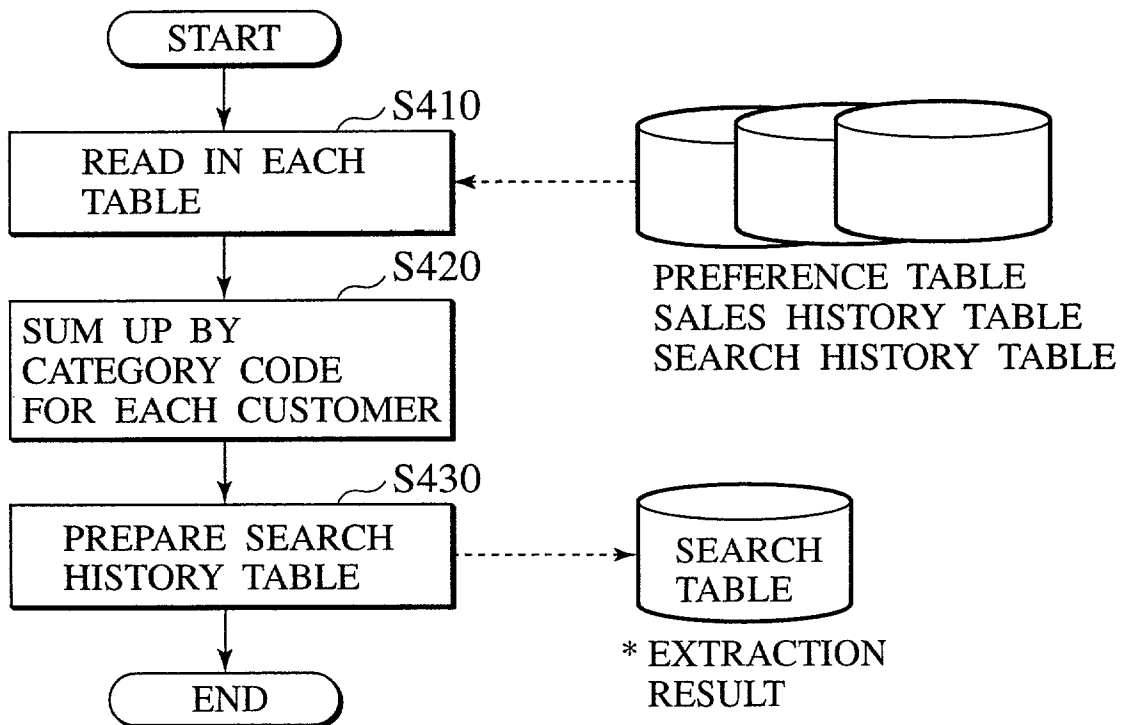 START
S410
READ IN EACH
TABLE
PREFERENCE TABLE
SALES HISTORY TABLE
SEARCH HISTORY TABLE
S420
SUM UP BY
CATEGORY CODE
FOR EACH CUSTOMER
S430
PREPARE SEARCH
HISTORY TABLE
SEARCH
TABLE
* EXTRACTION
RESULT
END